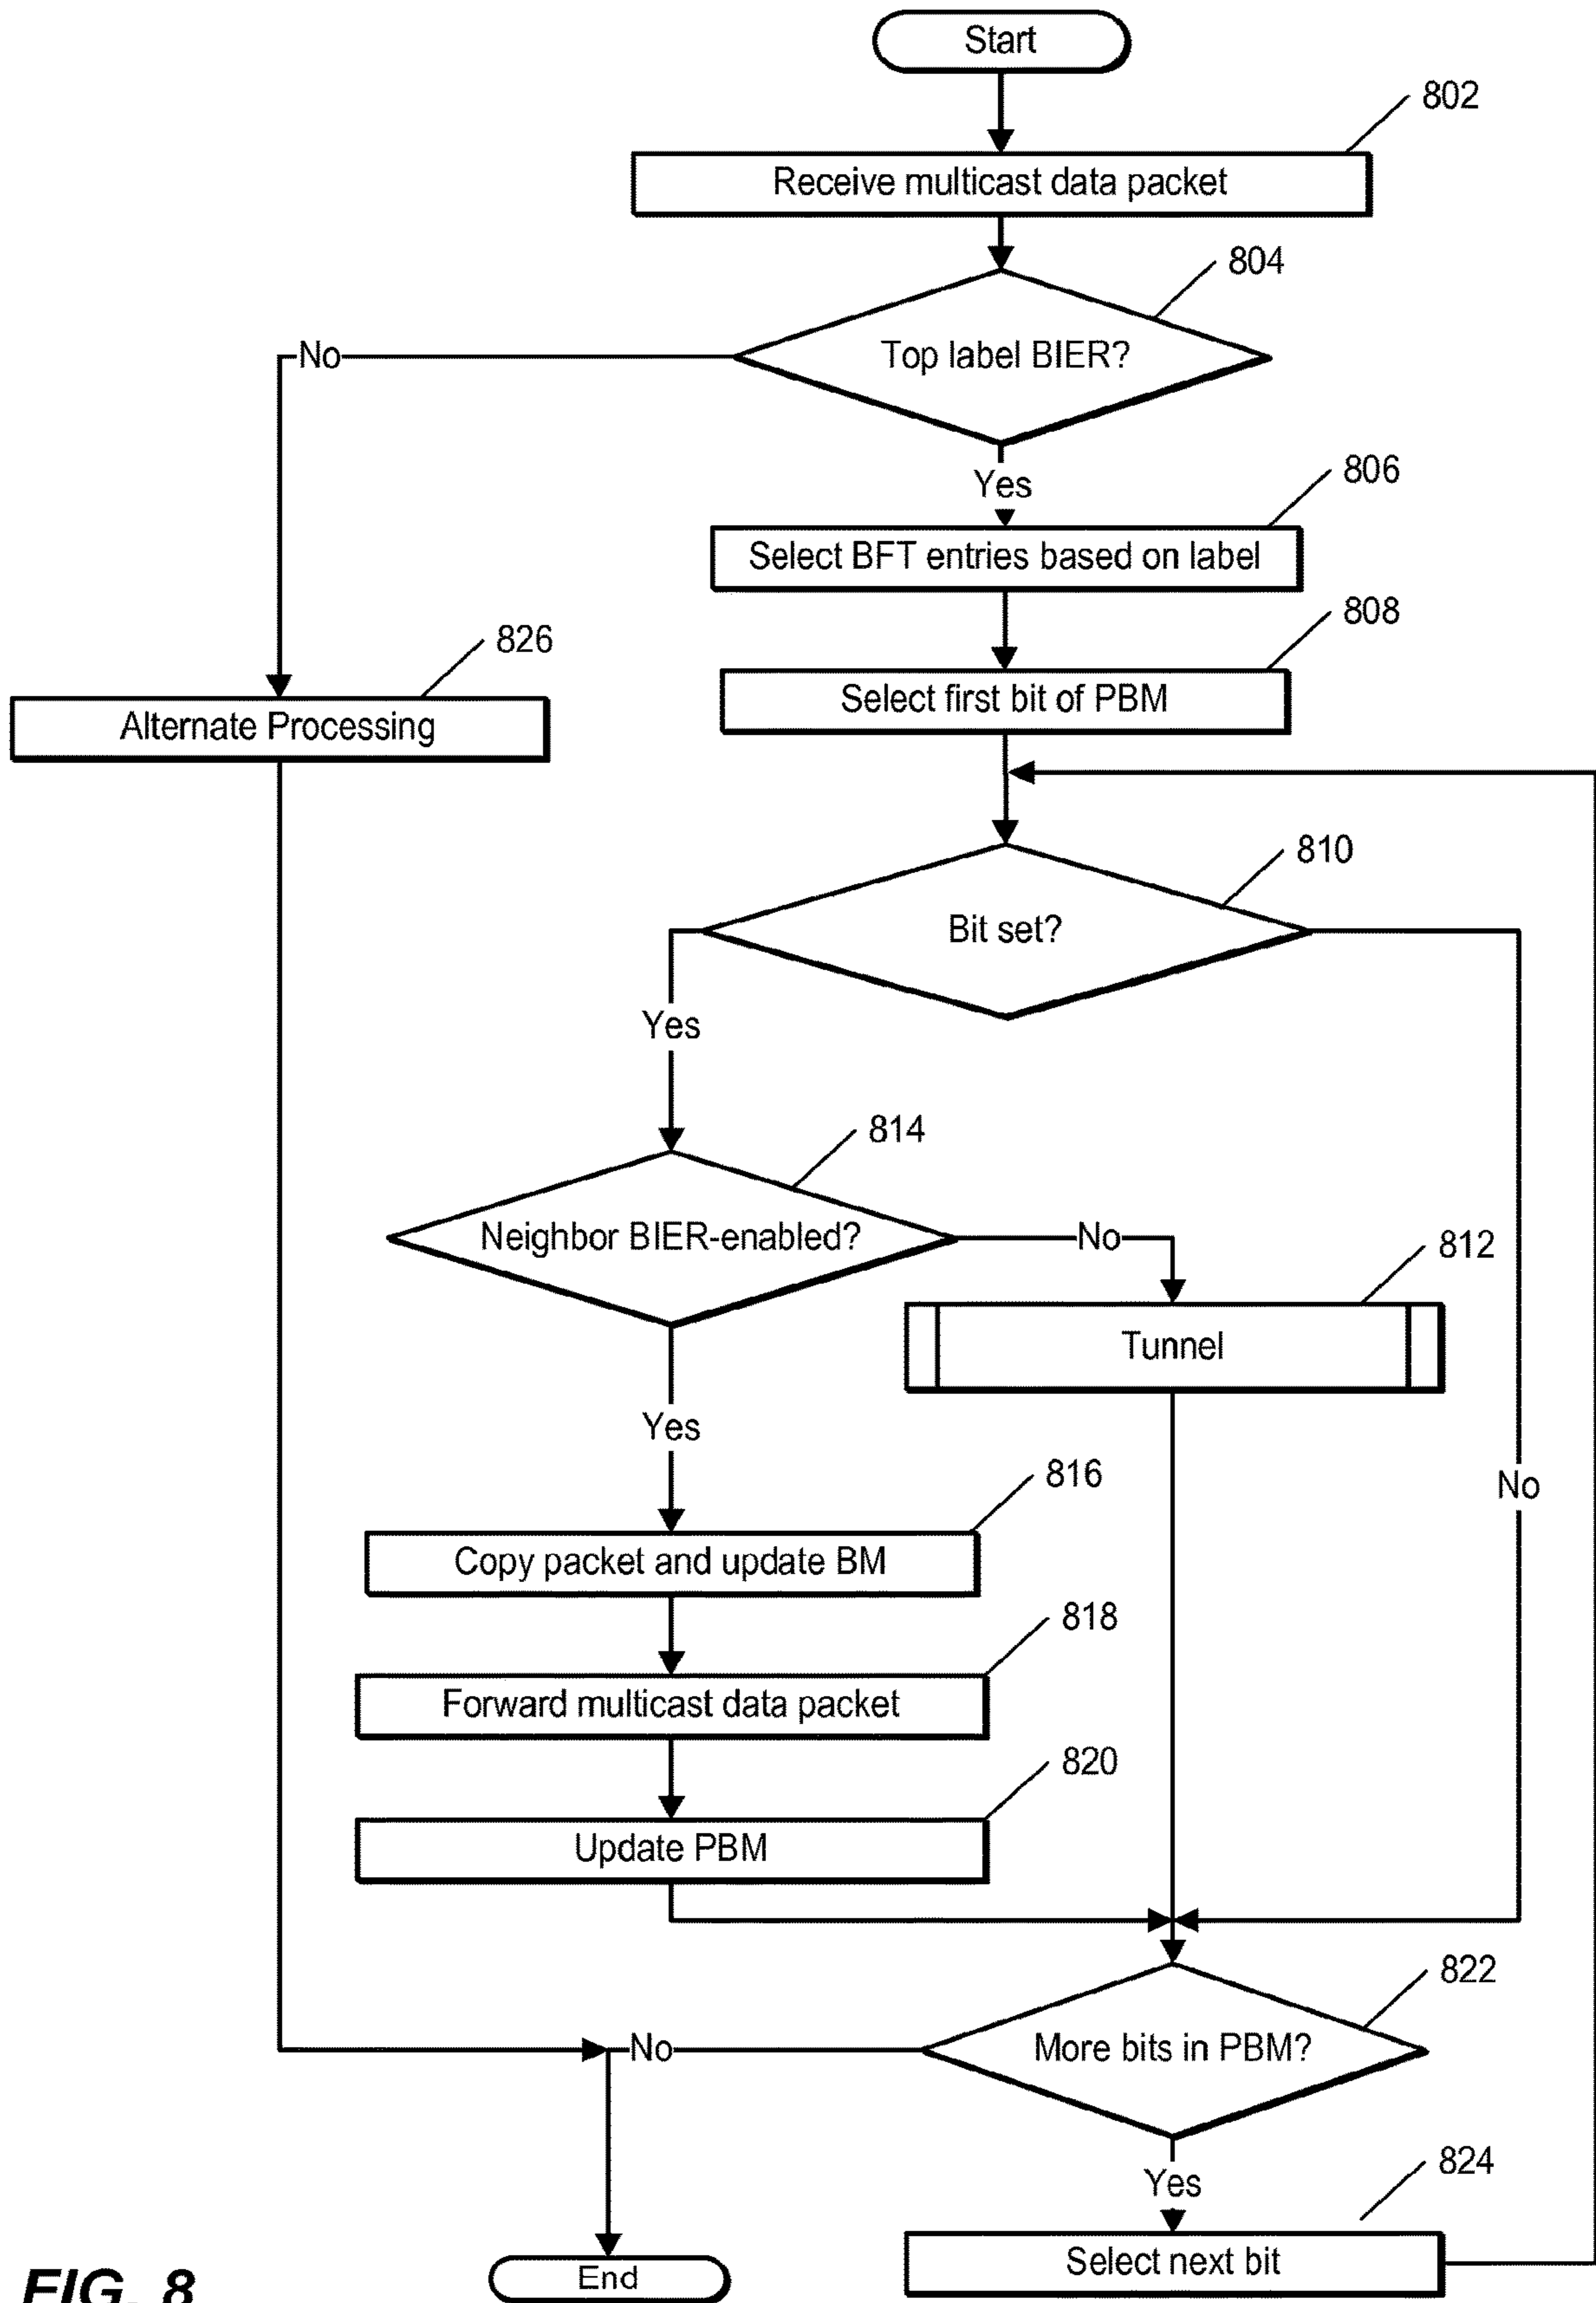 Start
802
Receive multicast data packet
804
Top label BIER?
No
Yes
806
Select BFT entries based on label
808
Select first bit of PBM
826
Alternate Processing
810
Bit set?
Yes
814
Neighbor BIER-enabled?
No
812
Tunnel
Yes
No
816
Copy packet and update BM
818
Forward multicast data packet
820
Update PBM
822
More bits in PBM?
No
Yes
824
Select next bit
End
FIG. 8